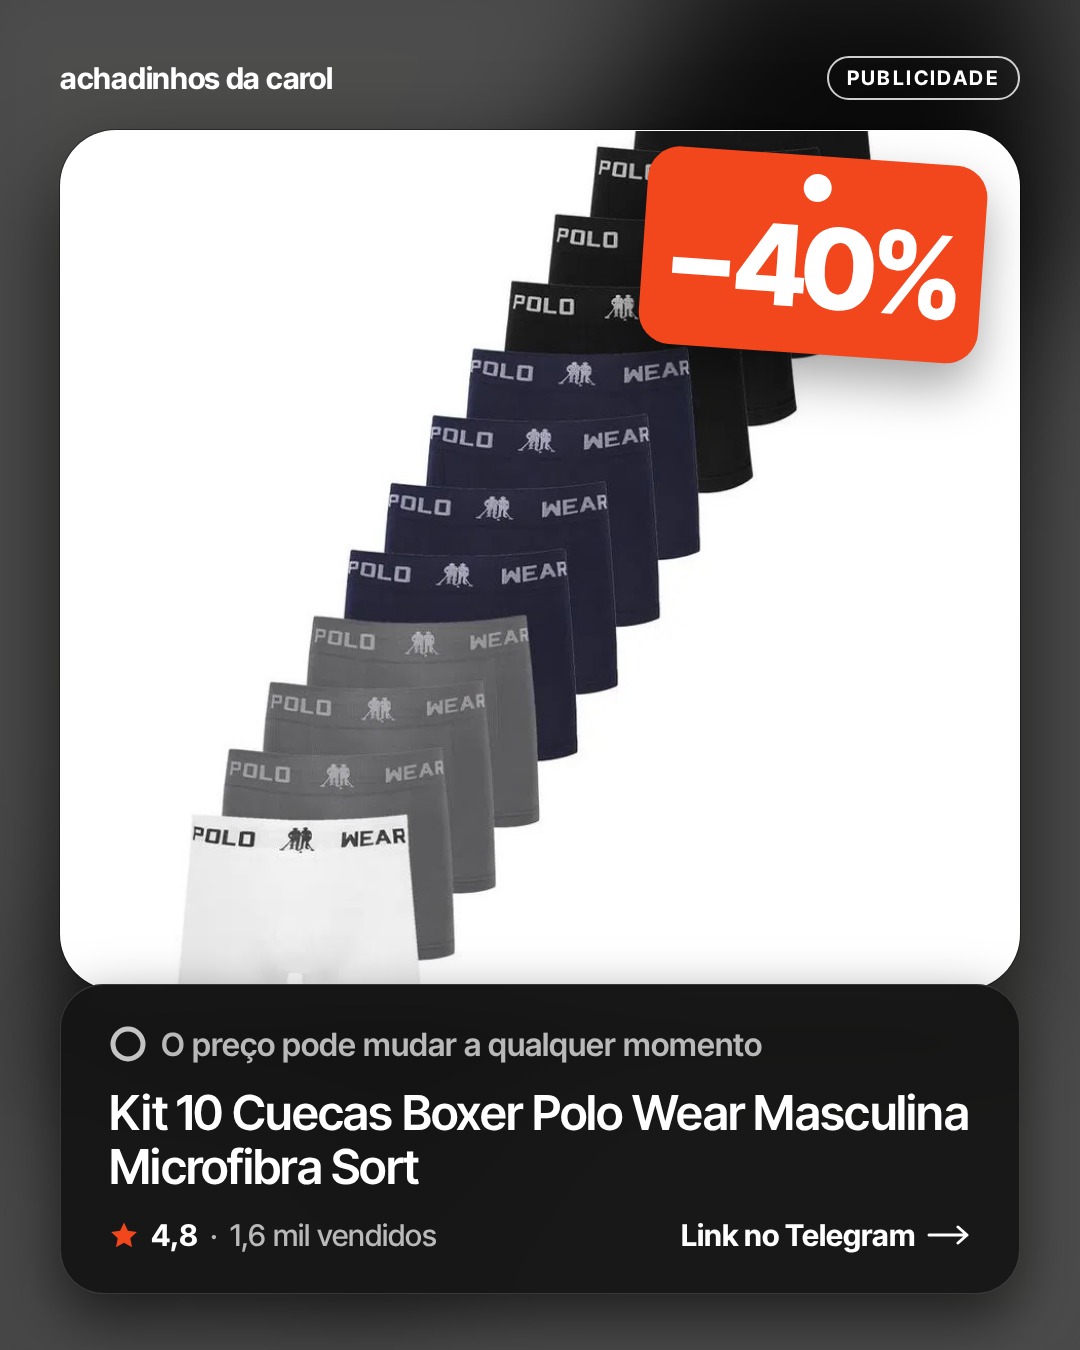 achadinhos da carol
PUBLICIDADE
POLO
POLO
POLO
–40%
POLO WEAR
POLO WEAR
POLO WEAR
POLO WEAR
POLO WEAR
POLO WEAR
POLO WEAR
POLO WEAR
O preço pode mudar a qualquer momento
Kit 10 Cuecas Boxer Polo Wear Masculina
Microfibra Sort
4,8 · 1,6 mil vendidos
Link no Telegram →